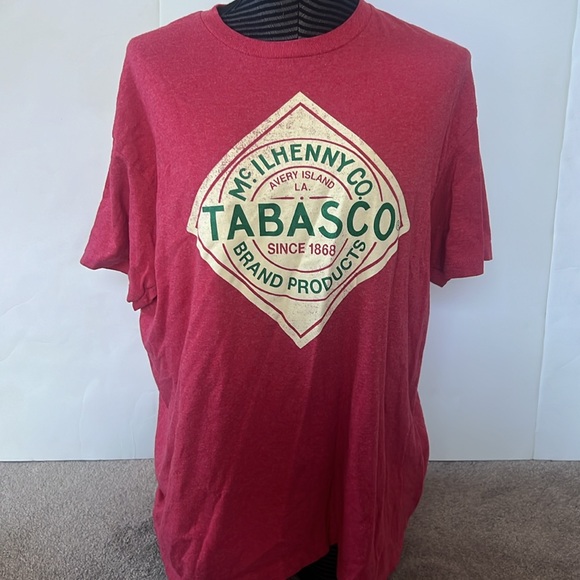 McILHENNY CO.
AVERY ISLAND
LA.
TABASCO
SINCE 1868
BRAND PRODUCTS